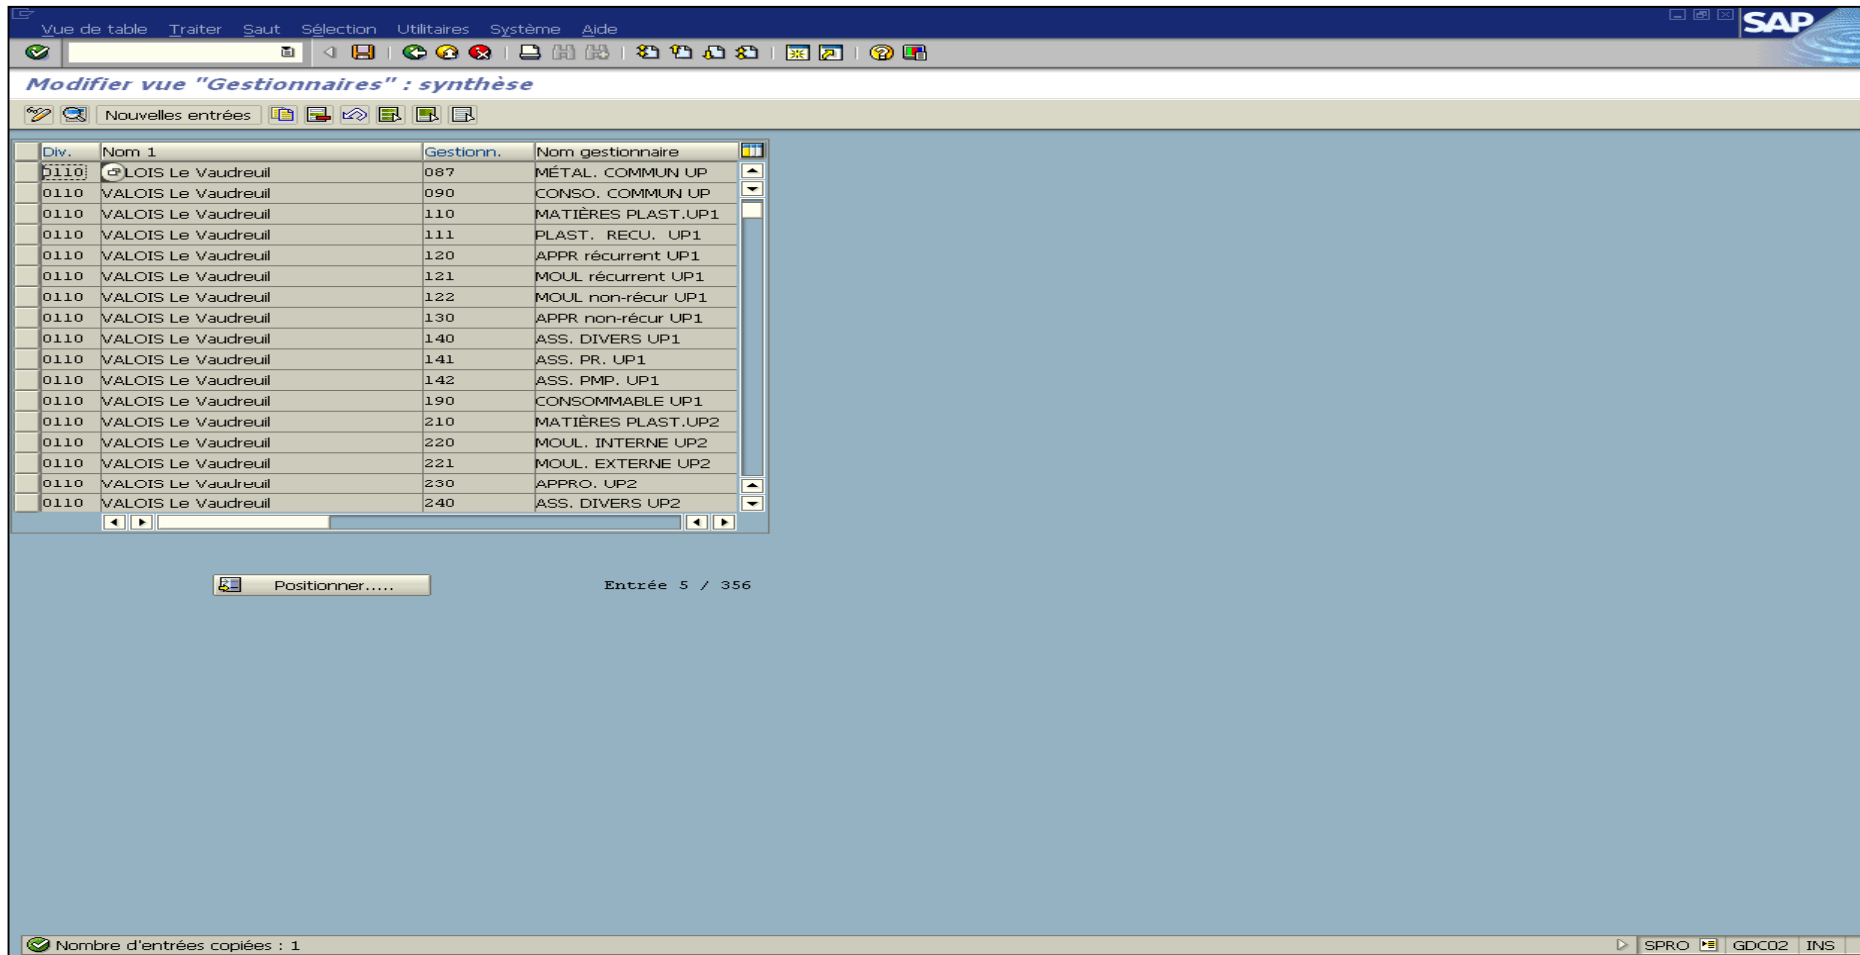 Vue de table Traiter Saut Sélection Utilitaires Système Aide
SAP
Modifier vue "Gestionnaires" : synthèse
Nouvelles entrées
Div. Nom 1 Gestionn. Nom gestionnaire
0110 LOIS Le Vaudreuil 087 MÉTAL. COMMUN UP
0110 VALOIS Le Vaudreuil 090 CONSO. COMMUN UP
0110 VALOIS Le Vaudreuil 110 MATIÈRES PLAST.UP1
0110 VALOIS Le Vaudreuil 111 PLAST. RECU. UP1
0110 VALOIS Le Vaudreuil 120 APPR récurrent UP1
0110 VALOIS Le Vaudreuil 121 MOUL récurrent UP1
0110 VALOIS Le Vaudreuil 122 MOUL non-récur UP1
0110 VALOIS Le Vaudreuil 130 APPR non-récur UP1
0110 VALOIS Le Vaudreuil 140 ASS. DIVERS UP1
0110 VALOIS Le Vaudreuil 141 ASS. PR. UP1
0110 VALOIS Le Vaudreuil 142 ASS. PMP. UP1
0110 VALOIS Le Vaudreuil 190 CONSOMMABLE UP1
0110 VALOIS Le Vaudreuil 210 MATIÈRES PLAST.UP2
0110 VALOIS Le Vaudreuil 220 MOUL. INTERNE UP2
0110 VALOIS Le Vaudreuil 221 MOUL. EXTERNE UP2
0110 VALOIS Le Vaudreuil 230 APPRO. UP2
0110 VALOIS Le Vaudreuil 240 ASS. DIVERS UP2
Positionner..... Entrée 5 / 356
Nombre d'entrées copiées : 1 SPRO GDC02 INS